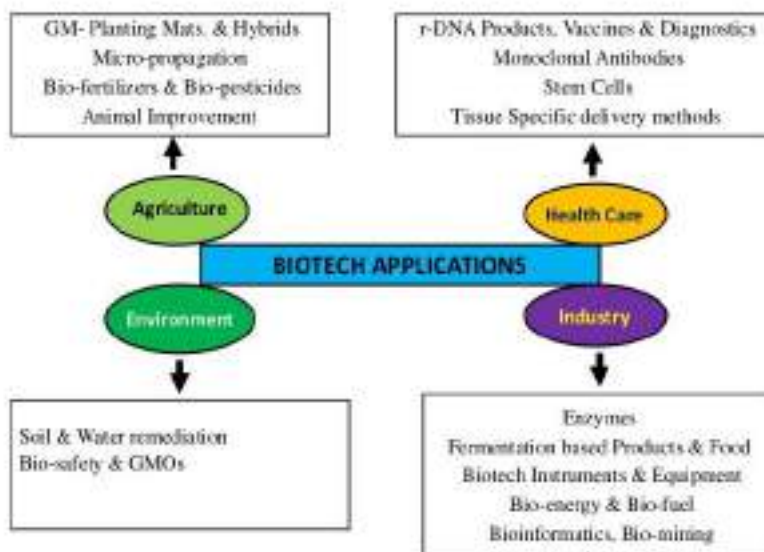 GM- Planting Mats. & Hybrids
Micro-propagation
Bio-fertilizers & Bio-pesticides
Animal Improvement
r-DNA Products, Vaccines & Diagnostics
Monoclonal Antibodies
Stem Cells
Tissue Specific delivery methods
Agriculture
Health Care
BIOTECH APPLICATIONS
Environment
Industry
Soil & Water remediation
Bio-safety & GMOs
Enzymes
Fermentation based Products & Food
Biotech Instruments & Equipment
Bio-energy & Bio-fuel
Bioinformatics, Bio-mining